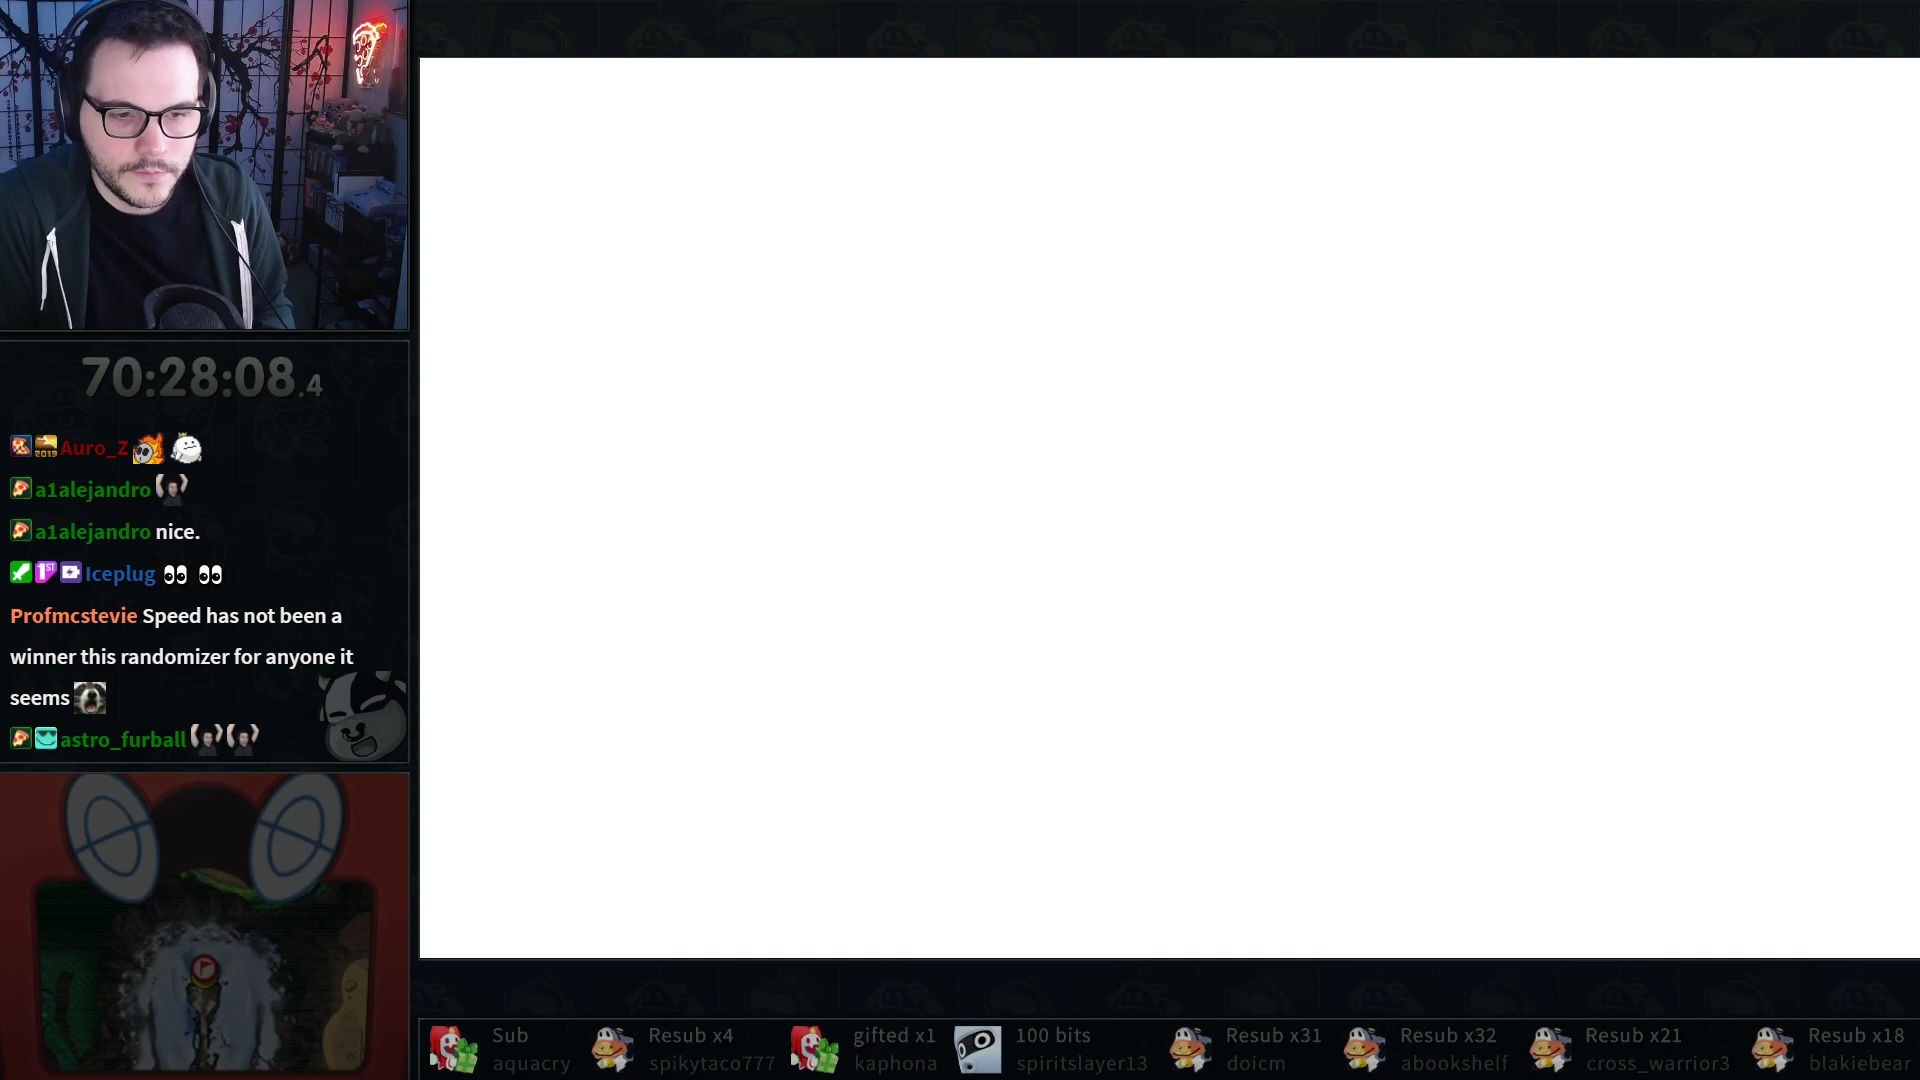 70:28:08.4
Auro_Z
a1alejandro
a1alejandro nice.
Iceplug
Profmcstevie Speed has not been a
winner this randomizer for anyone it
seems
astro_furball
Sub
aquacry
Resub x4
spikytaco777
gifted x1
kaphona
100 bits
spiritslayer13
Resub x31
doicm
Resub x32
abookshelf
Resub x21
cross_warrior3
Resub x18
blakiebear